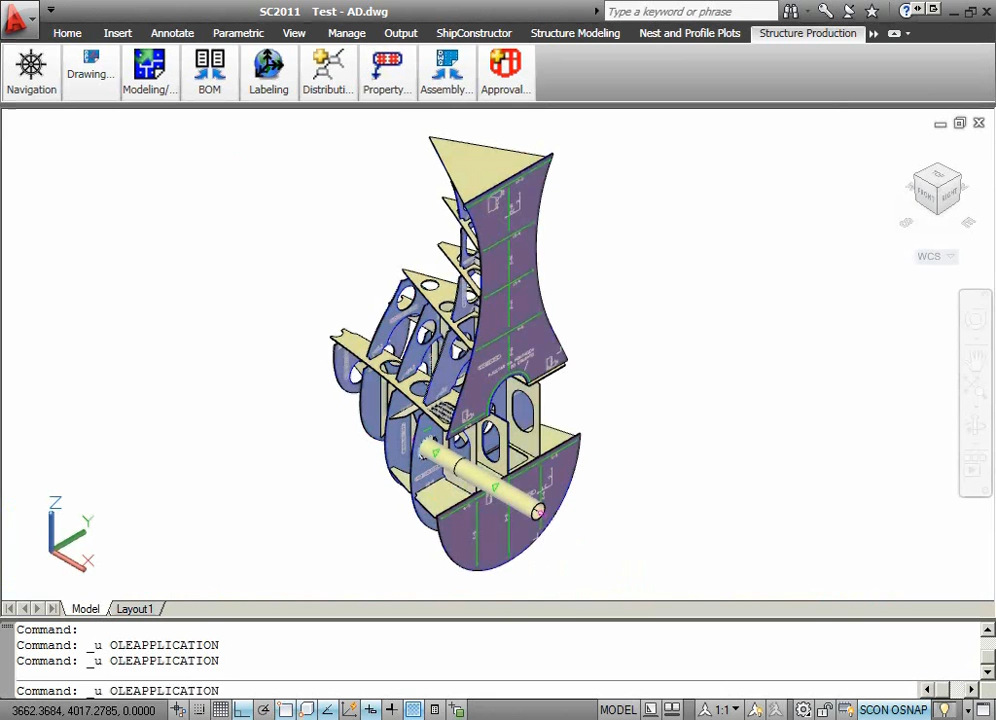 SC2011 Test - AD.dwg
Type a keyword or phrase
Home Insert Annotate Parametric View Manage Output ShipConstructor Structure Modeling Nest and Profile Plots Structure Production
Navigation Drawing... Modeling/... BOM Labeling Distributi... Property... Assembly... Approval...
TOP
FRONT RIGHT
WCS
Z
Y
X
Model Layout1
Command:
Command: _u OLEAPPLICATION
Command: _u OLEAPPLICATION
Command: _u OLEAPPLICATION
3662.3684, 4017.2785, 0.0000 MODEL 1:1 SCON OSNAP